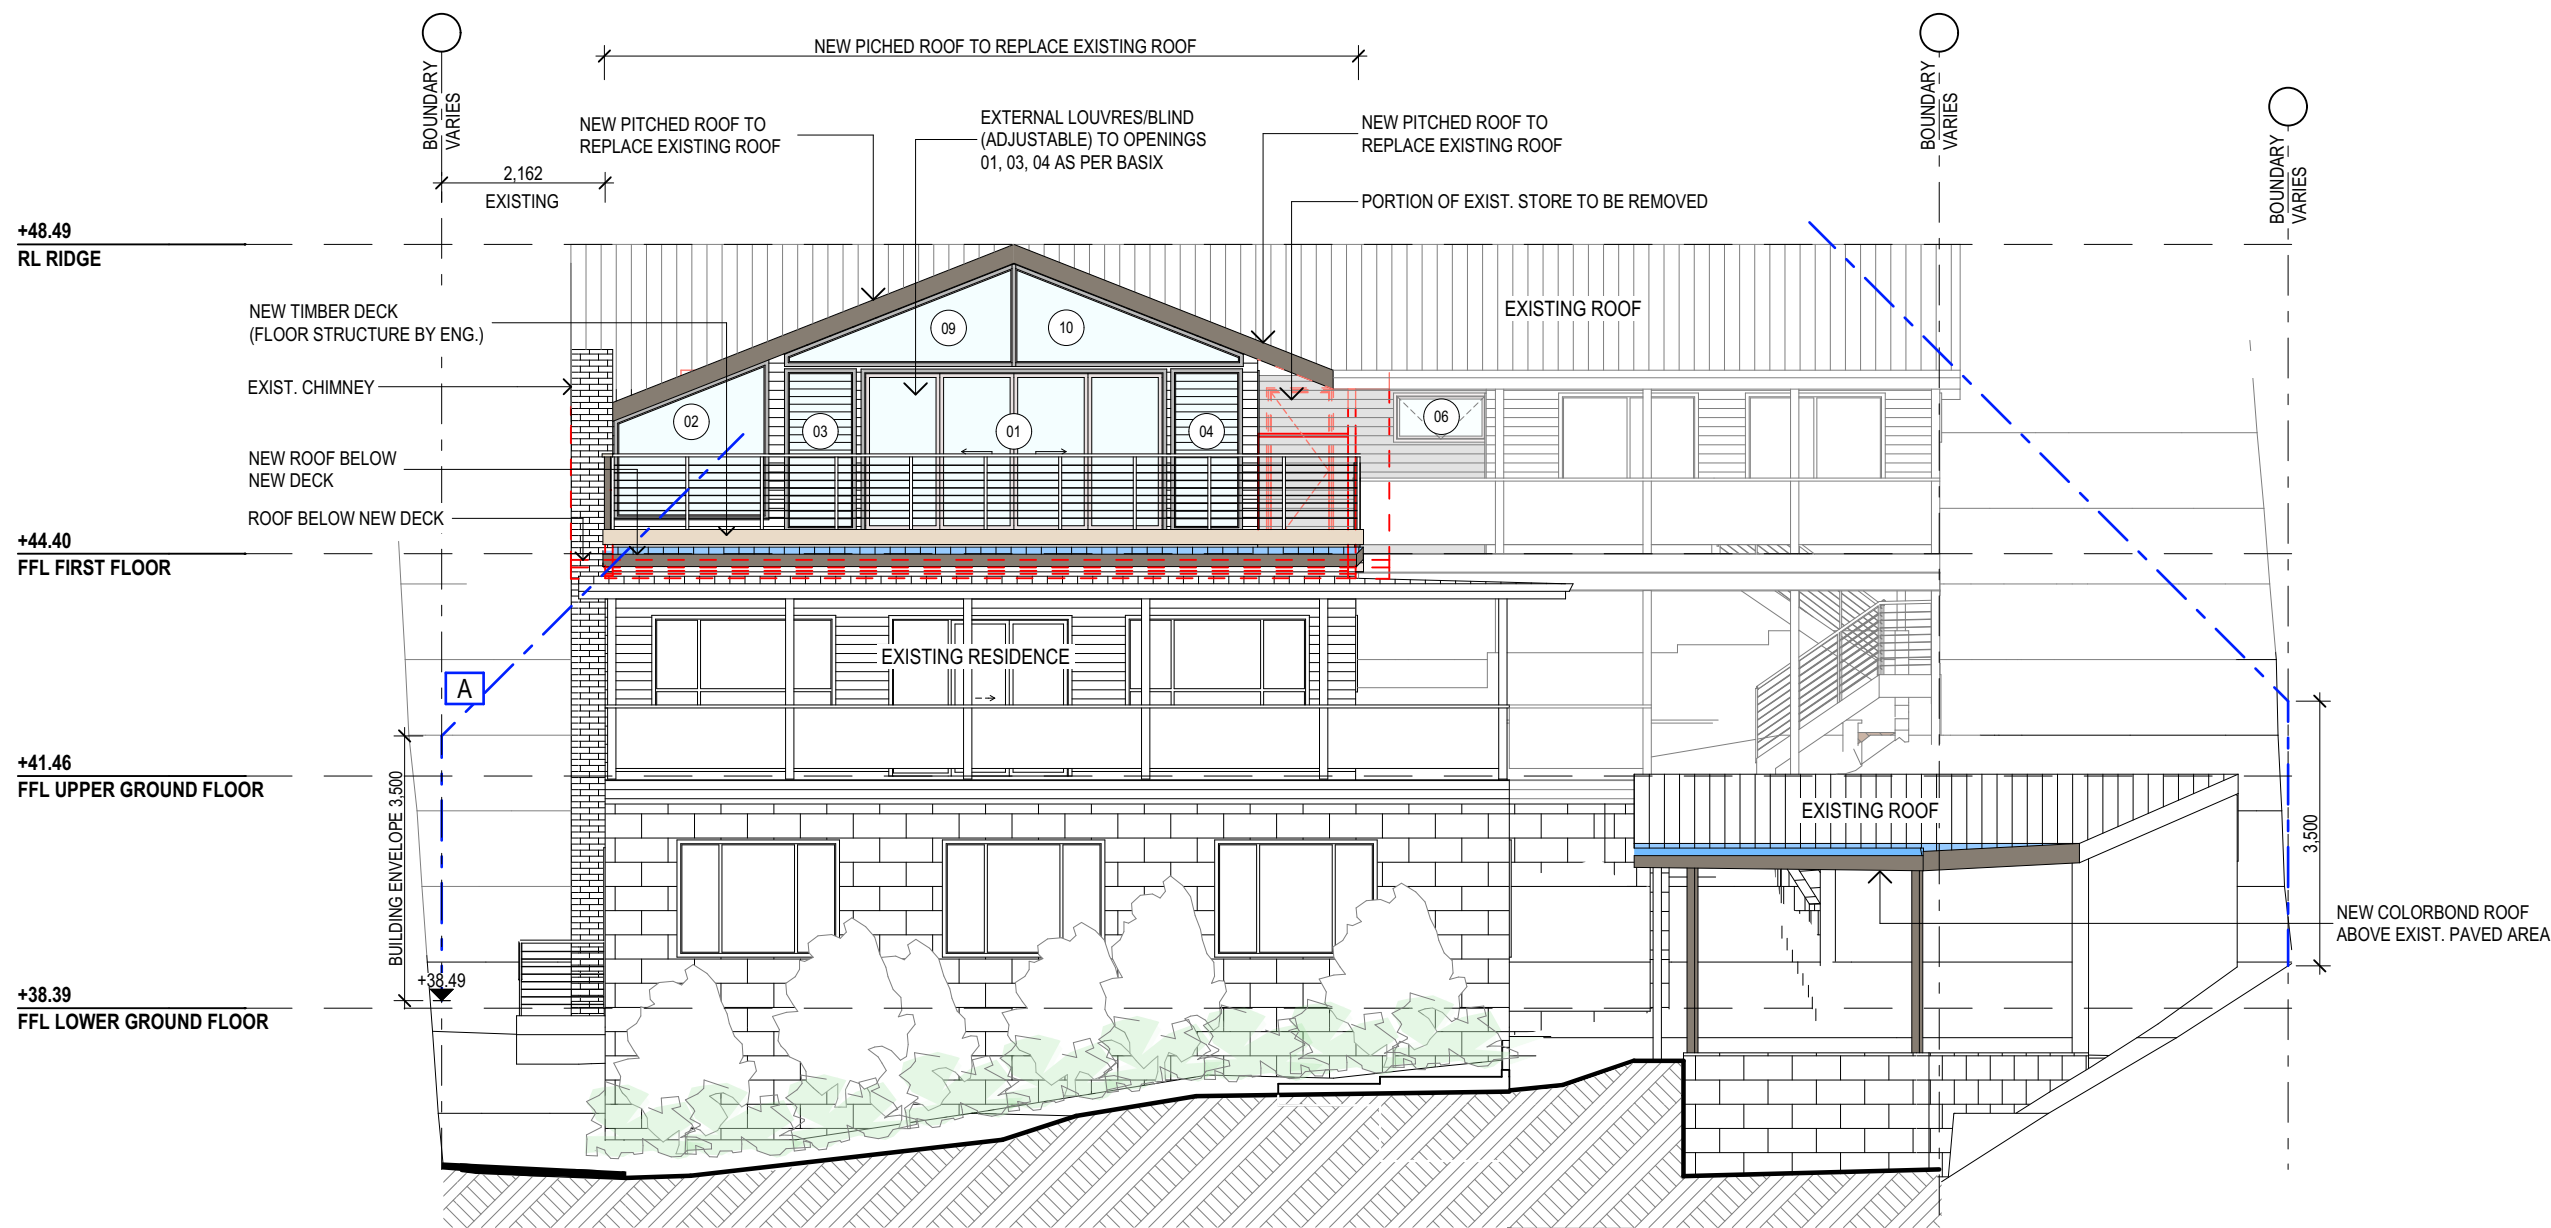 NEW PICHED ROOF TO REPLACE EXISTING ROOF
BOUNDARY
VARIES
BOUNDARY
VARIES
BOUNDARY
VARIES
NEW PITCHED ROOF TO
REPLACE EXISTING ROOF
EXTERNAL LOUVRES/BLIND
(ADJUSTABLE) TO OPENINGS
01, 03, 04 AS PER BASIX
NEW PITCHED ROOF TO
REPLACE EXISTING ROOF
2,162
EXISTING
PORTION OF EXIST. STORE TO BE REMOVED
+48.49
RL RIDGE
NEW TIMBER DECK
(FLOOR STRUCTURE BY ENG.)
EXISTING ROOF
09
10
EXIST. CHIMNEY
02
03
01
04
06
NEW ROOF BELOW
NEW DECK
ROOF BELOW NEW DECK
+44.40
FFL FIRST FLOOR
EXISTING RESIDENCE
A
+41.46
FFL UPPER GROUND FLOOR
BUILDING ENVELOPE 3,500
EXISTING ROOF
3,500
NEW COLORBOND ROOF
ABOVE EXIST. PAVED AREA
+38.49
+38.39
FFL LOWER GROUND FLOOR